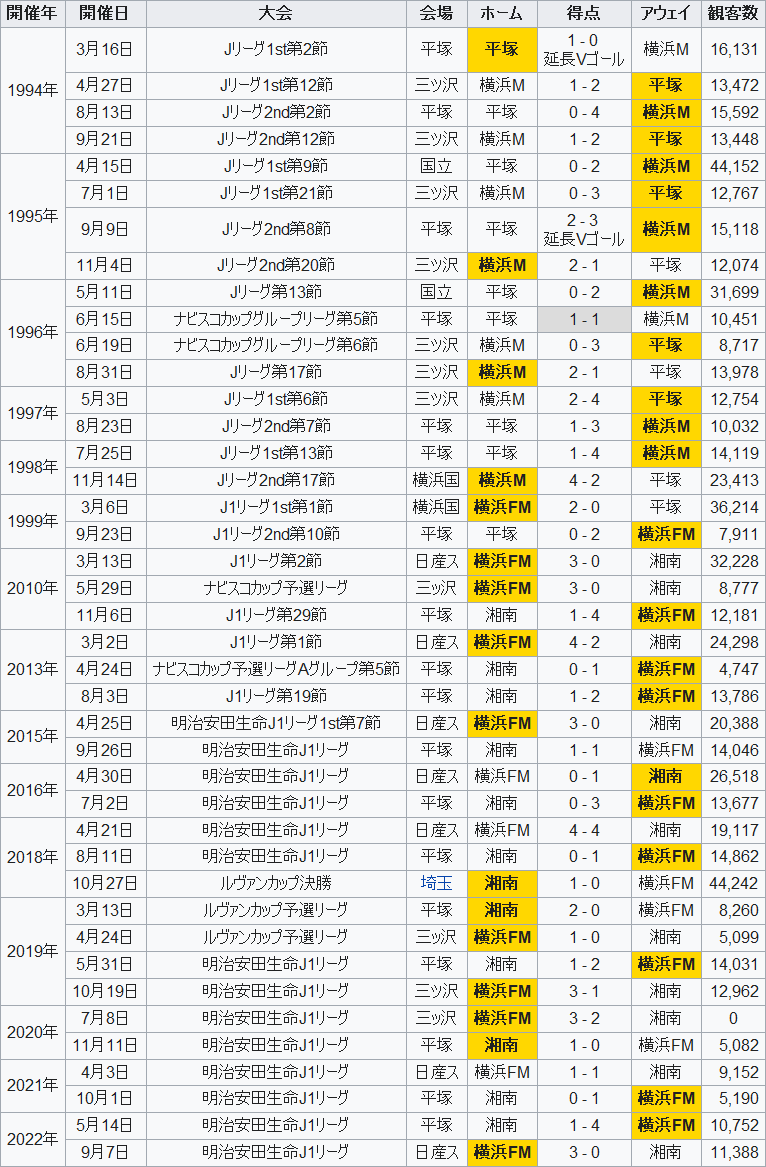 開催年 開催日 大会 会場 ホーム 得点 アウェイ 観客数
1994年 3月16日 Jリーグ1st第2節 平塚 平塚 1 - 0 延長Vゴール 横浜M 16,131
4月27日 Jリーグ1st第12節 三ツ沢 横浜M 1 - 2 平塚 13,472
8月13日 Jリーグ2nd第2節 平塚 平塚 0 - 4 横浜M 15,592
9月21日 Jリーグ2nd第12節 三ツ沢 横浜M 1 - 2 平塚 13,448
1995年 4月15日 Jリーグ1st第9節 国立 平塚 0 - 2 横浜M 44,152
7月1日 Jリーグ1st第21節 三ツ沢 横浜M 0 - 3 平塚 12,767
9月9日 Jリーグ2nd第8節 平塚 平塚 2 - 3 延長Vゴール 横浜M 15,118
11月4日 Jリーグ2nd第20節 三ツ沢 横浜M 2 - 1 平塚 12,074
1996年 5月11日 Jリーグ第13節 国立 平塚 0 - 2 横浜M 31,699
6月15日 ナビスコカップグループリーグ第5節 平塚 平塚 1 - 1 横浜M 10,451
6月19日 ナビスコカップグループリーグ第6節 三ツ沢 横浜M 0 - 3 平塚 8,717
8月31日 Jリーグ第17節 三ツ沢 横浜M 2 - 1 平塚 13,978
1997年 5月3日 Jリーグ1st第6節 三ツ沢 横浜M 2 - 4 平塚 12,754
8月23日 Jリーグ2nd第7節 平塚 平塚 1 - 3 横浜M 10,032
1998年 7月25日 Jリーグ1st第13節 平塚 平塚 1 - 4 横浜M 14,119
11月14日 Jリーグ2nd第17節 横浜国 横浜M 4 - 2 平塚 23,413
1999年 3月6日 J1リーグ1st第1節 横浜国 横浜FM 2 - 0 平塚 36,214
9月23日 J1リーグ2nd第10節 平塚 平塚 0 - 2 横浜FM 7,911
2010年 3月13日 J1リーグ第2節 日産ス 横浜FM 3 - 0 湘南 32,228
5月29日 ナビスコカップ予選リーグ 三ッ沢 横浜FM 3 - 0 湘南 8,777
11月6日 J1リーグ第29節 平塚 湘南 1 - 4 横浜FM 12,181
2013年 3月2日 J1リーグ第1節 日産ス 横浜FM 4 - 2 湘南 24,298
4月24日 ナビスコカップ予選リーグAグループ第5節 平塚 湘南 0 - 1 横浜FM 4,747
8月3日 J1リーグ第19節 平塚 湘南 1 - 2 横浜FM 13,786
2015年 4月25日 明治安田生命J1リーグ1st第7節 日産ス 横浜FM 3 - 0 湘南 20,388
9月26日 明治安田生命J1リーグ 平塚 湘南 1 - 1 横浜FM 14,046
2016年 4月30日 明治安田生命J1リーグ 日産ス 横浜FM 0 - 1 湘南 26,518
7月2日 明治安田生命J1リーグ 平塚 湘南 0 - 3 横浜FM 13,677
2018年 4月21日 明治安田生命J1リーグ 日産ス 横浜FM 4 - 4 湘南 19,117
8月11日 明治安田生命J1リーグ 平塚 湘南 0 - 1 横浜FM 14,862
10月27日 ルヴァンカップ決勝 埼玉 湘南 1 - 0 横浜FM 44,242
2019年 3月13日 ルヴァンカップ予選リーグ 平塚 湘南 2 - 0 横浜FM 8,260
4月24日 ルヴァンカップ予選リーグ 三ッ沢 横浜FM 1 - 0 湘南 5,099
5月31日 明治安田生命J1リーグ 平塚 湘南 1 - 2 横浜FM 14,031
10月19日 明治安田生命J1リーグ 三ツ沢 横浜FM 3 - 1 湘南 12,962
2020年 7月8日 明治安田生命J1リーグ 三ッ沢 横浜FM 3 - 2 湘南 0
11月11日 明治安田生命J1リーグ 平塚 湘南 1 - 0 横浜FM 5,082
2021年 4月3日 明治安田生命J1リーグ 日産ス 横浜FM 1 - 1 湘南 9,152
10月1日 明治安田生命J1リーグ 平塚 湘南 0 - 1 横浜FM 5,190
2022年 5月14日 明治安田生命J1リーグ 平塚 湘南 1 - 4 横浜FM 10,752
9月7日 明治安田生命J1リーグ 日産ス 横浜FM 3 - 0 湘南 11,388